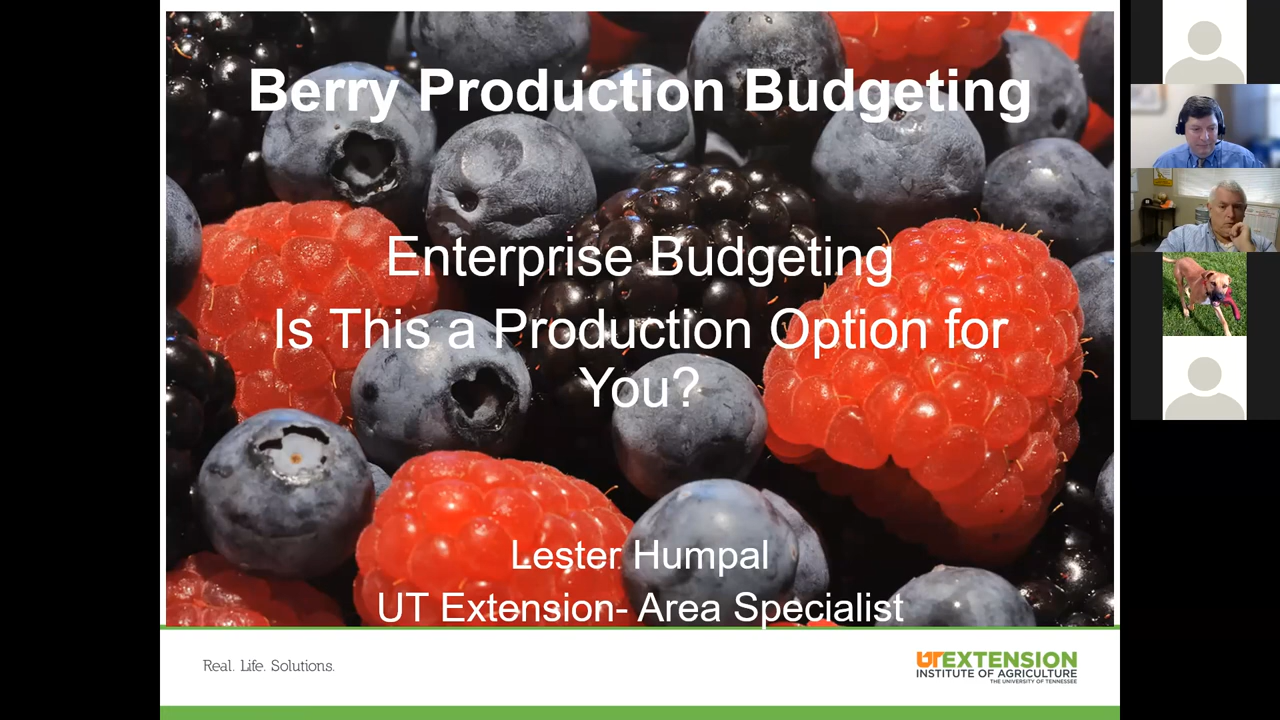 Berry Production Budgeting
Enterprise Budgeting
Is This a Production Option for
You?
Lester Humpal
UT Extension- Area Specialist
Real. Life. Solutions.
UTEXTENSION
INSTITUTE OF AGRICULTURE
THE UNIVERSITY OF TENNESSEE